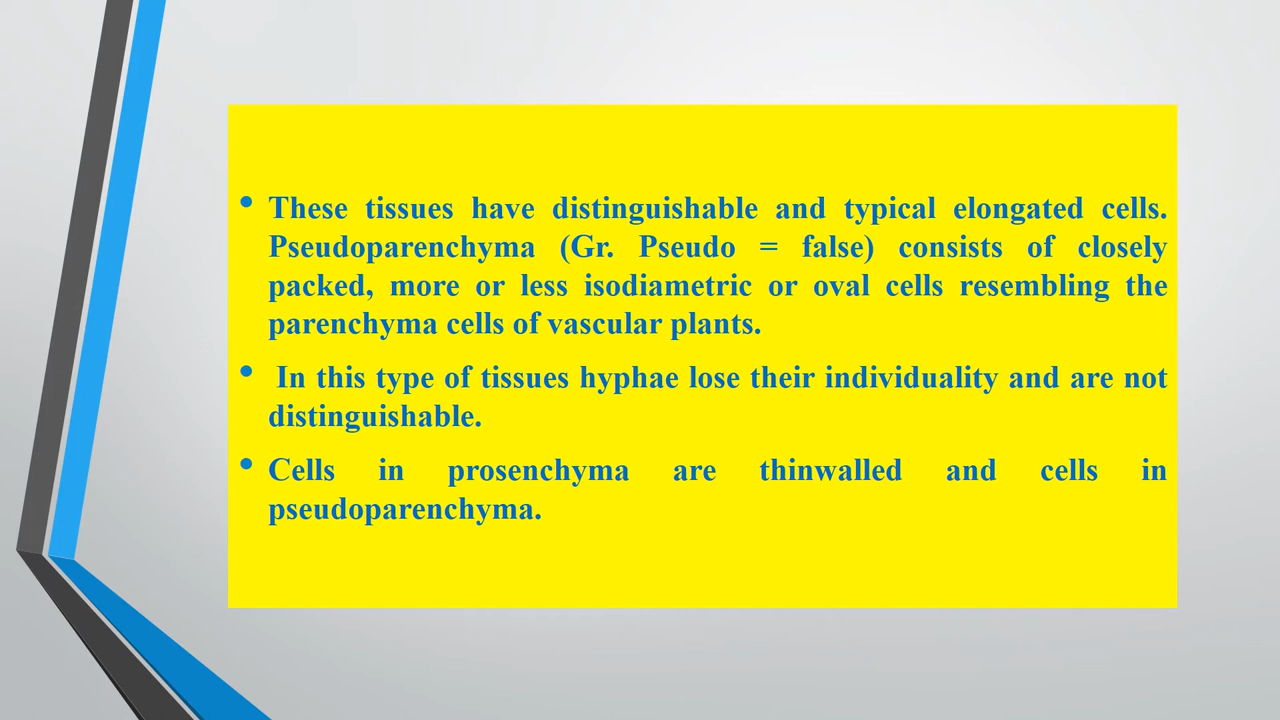 • These tissues have distinguishable and typical elongated cells.
Pseudoparenchyma (Gr. Pseudo = false) consists of closely
packed, more or less isodiametric or oval cells resembling the
parenchyma cells of vascular plants.
• In this type of tissues hyphae lose their individuality and are not
distinguishable.
• Cells in prosenchyma are thinwalled and cells in
pseudoparenchyma.